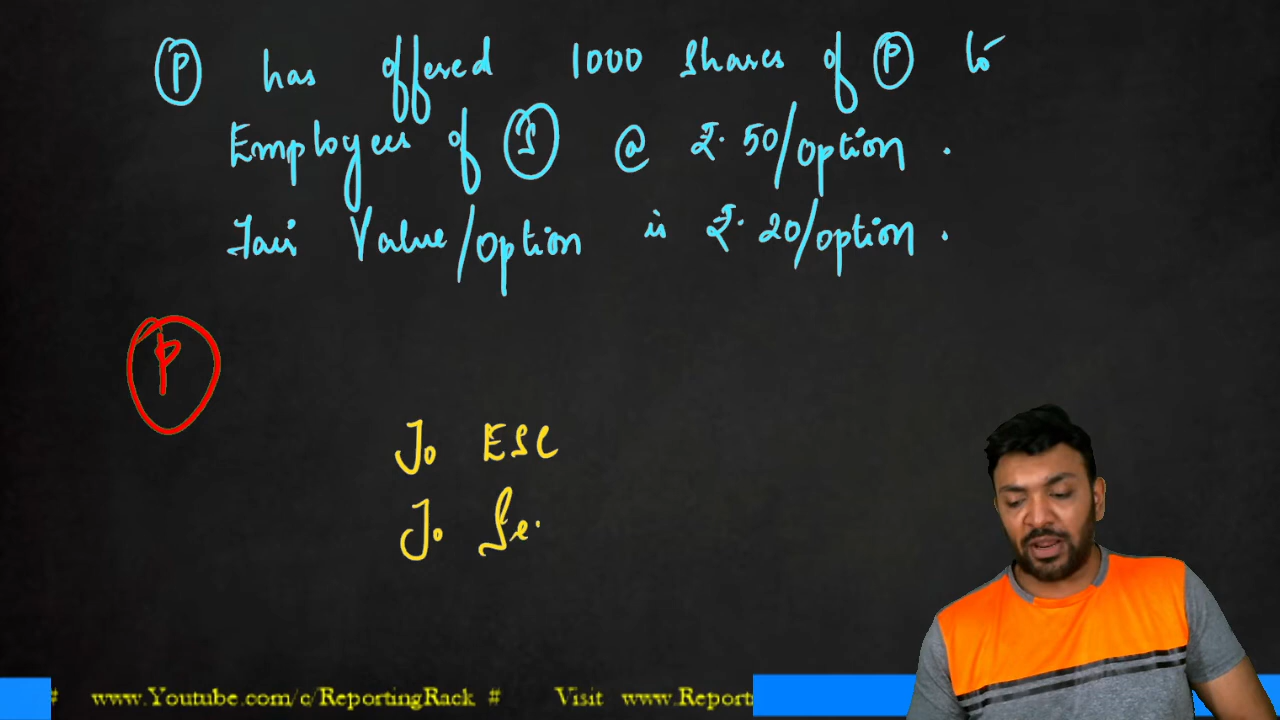 P has offered 1000 shares of P to
Employees of S @ ₹. 50/option.
Fair Value/option is ₹. 20/option.
P
To ESC
To Se.
# www.Youtube.com/c/ReportingRack # Visit www.Report